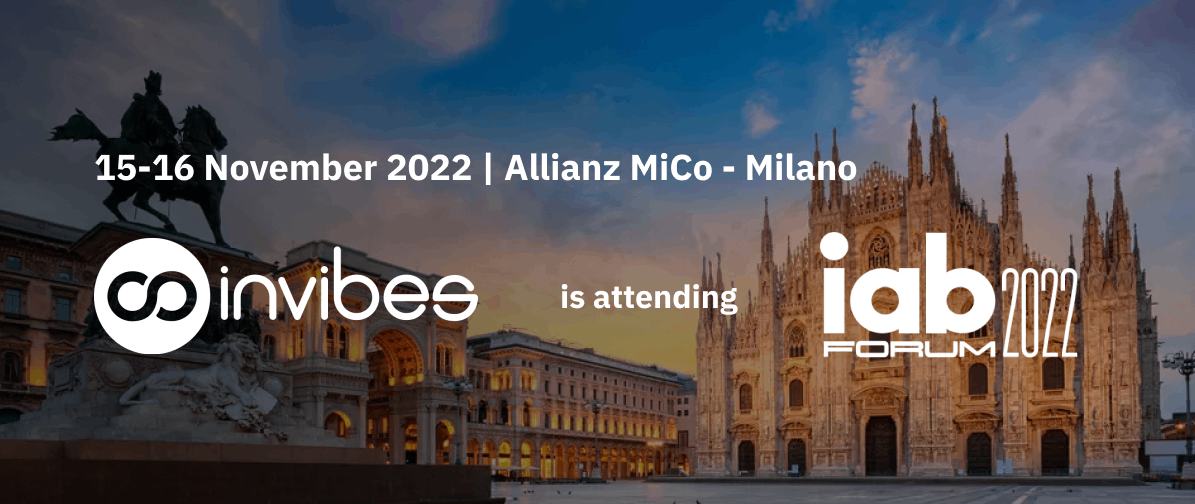 15-16 November 2022 | Allianz MiCo - Milano
invibes
is attending
iab
FORUM 2022